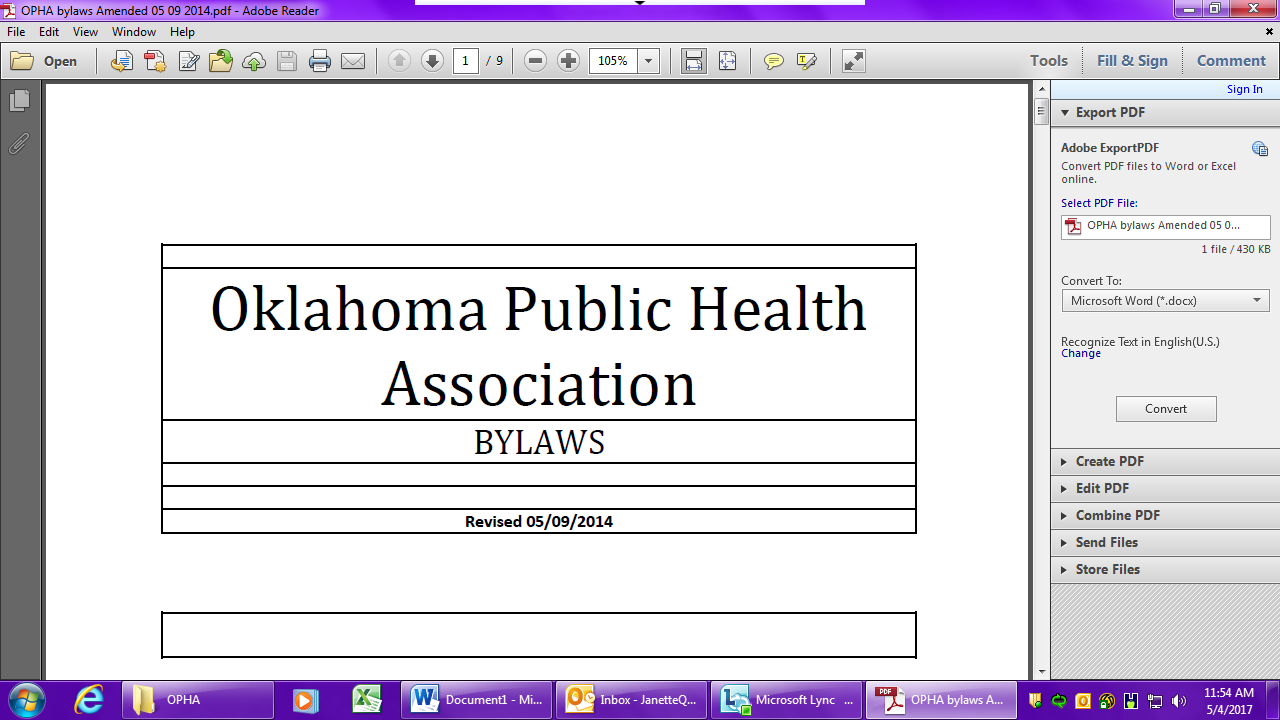 OPHA bylaws Amended 05 09 2014.pdf - Adobe Reader
File Edit View Window Help
Open 1 / 9 105% Tools Fill & Sign Comment
Sign In
Export PDF
Adobe ExportPDF
Convert PDF files to Word or Excel
online.
Select PDF File:
OPHA bylaws Amended 05 0...
1 file / 430 KB
Convert To:
Microsoft Word (*.docx)
Recognize Text in English(U.S.)
Change
Convert
Create PDF
Edit PDF
Combine PDF
Send Files
Store Files
Oklahoma Public Health
Association
BYLAWS
Revised 05/09/2014
OPHA Document1 - Mi... Inbox - JanetteQ... Microsoft Lync ... OPHA bylaws A... 11:54 AM
5/4/2017